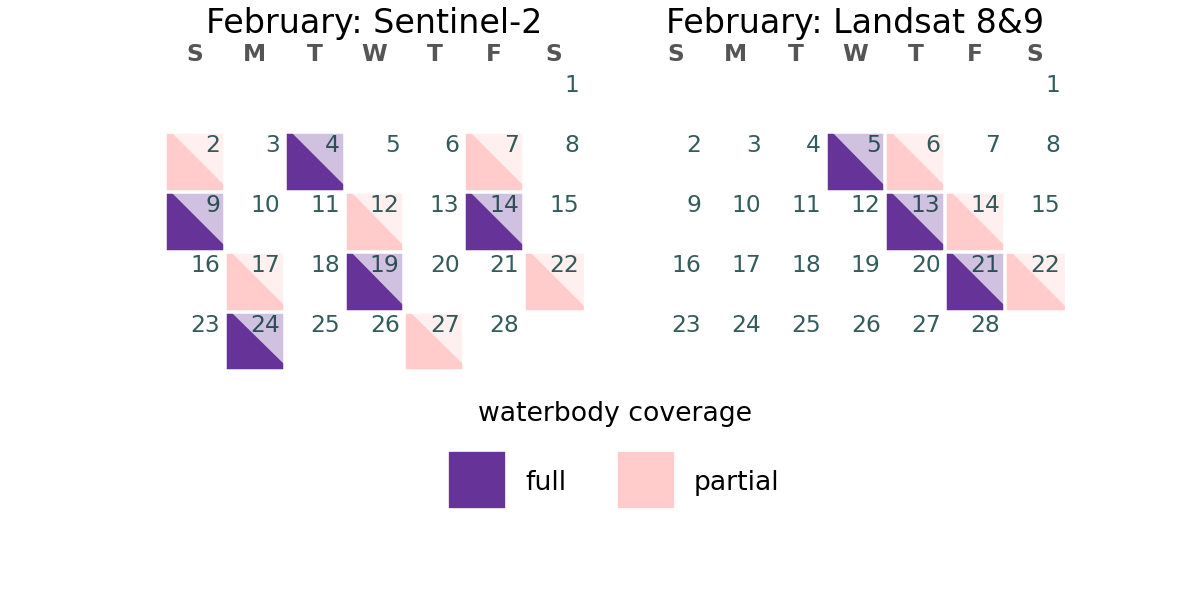 February: Sentinel-2
S M T W T F S
1
2 3 4 5 6 7 8
9 10 11 12 13 14 15
16 17 18 19 20 21 22
23 24 25 26 27 28
February: Landsat 8&9
S M T W T F S
1
2 3 4 5 6 7 8
9 10 11 12 13 14 15
16 17 18 19 20 21 22
23 24 25 26 27 28
waterbody coverage
full partial